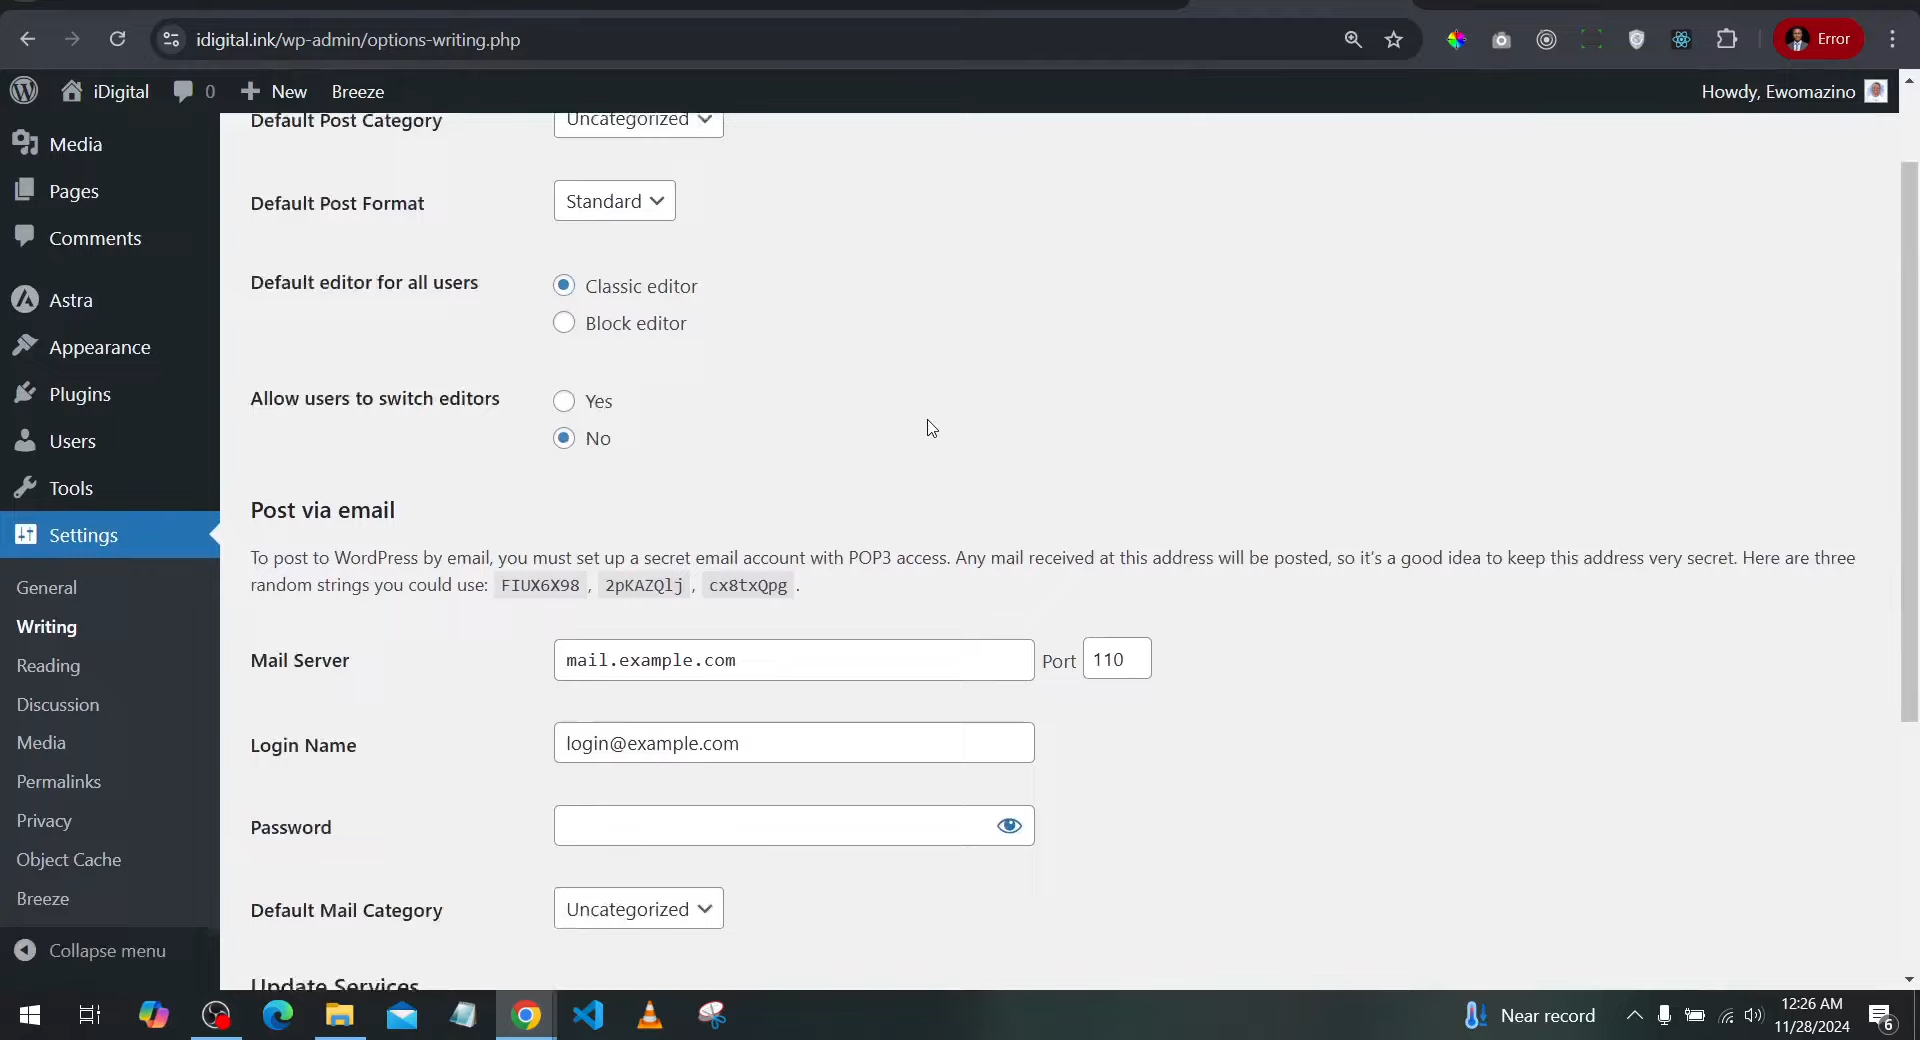 idigital.ink/wp-admin/options-writing.php
Error
iDigital
0
New
Breeze
Howdy, Ewomazino
Media
Pages
Comments
Astra
Appearance
Plugins
Users
Tools
Settings
General
Writing
Reading
Discussion
Media
Permalinks
Privacy
Object Cache
Breeze
Collapse menu
Default Post Category
Uncategorized
Default Post Format
Standard
Default editor for all users
Classic editor
Block editor
Allow users to switch editors
Yes
No
Post via email
To post to WordPress by email, you must set up a secret email account with POP3 access. Any mail received at this address will be posted, so it's a good idea to keep this address very secret. Here are three
random strings you could use: FIUX6X98 , 2pKAZQlj , cx8txQpg .
Mail Server
mail.example.com
Port
110
Login Name
login@example.com
Password
Default Mail Category
Uncategorized
Update Services
Near record
12:26 AM
11/28/2024
6